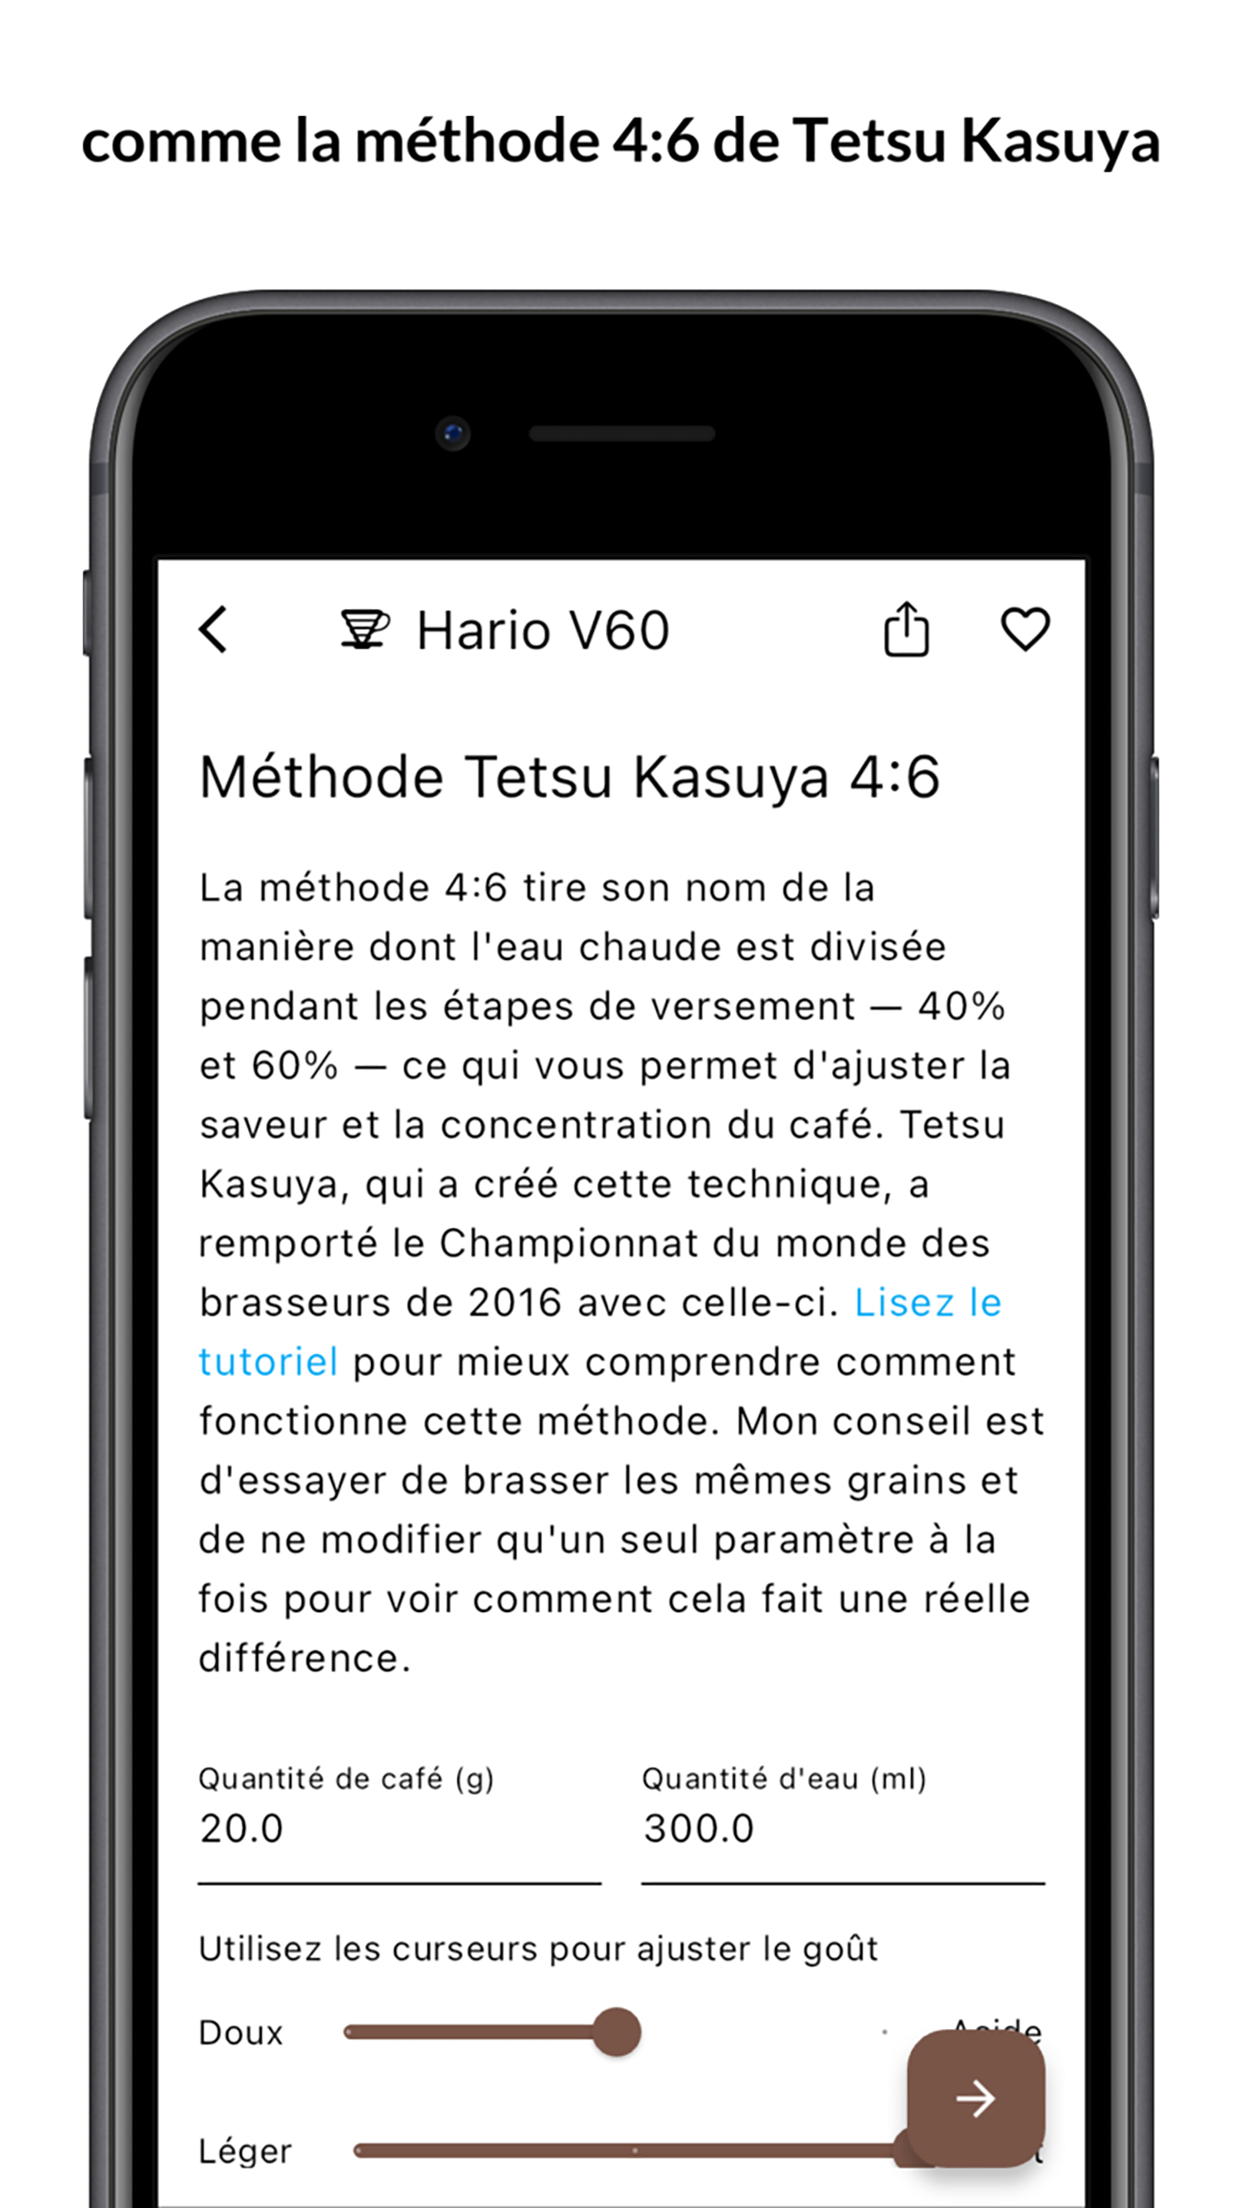 comme la méthode 4:6 de Tetsu Kasuya
Hario V60
Méthode Tetsu Kasuya 4:6
La méthode 4:6 tire son nom de la
manière dont l'eau chaude est divisée
pendant les étapes de versement — 40%
et 60% — ce qui vous permet d'ajuster la
saveur et la concentration du café. Tetsu
Kasuya, qui a créé cette technique, a
remporté le Championnat du monde des
brasseurs de 2016 avec celle-ci. Lisez le
tutoriel pour mieux comprendre comment
fonctionne cette méthode. Mon conseil est
d'essayer de brasser les mêmes grains et
de ne modifier qu'un seul paramètre à la
fois pour voir comment cela fait une réelle
différence.
Quantité de café (g) Quantité d'eau (ml)
20.0 300.0
Utilisez les curseurs pour ajuster le goût
Doux Acide
Léger